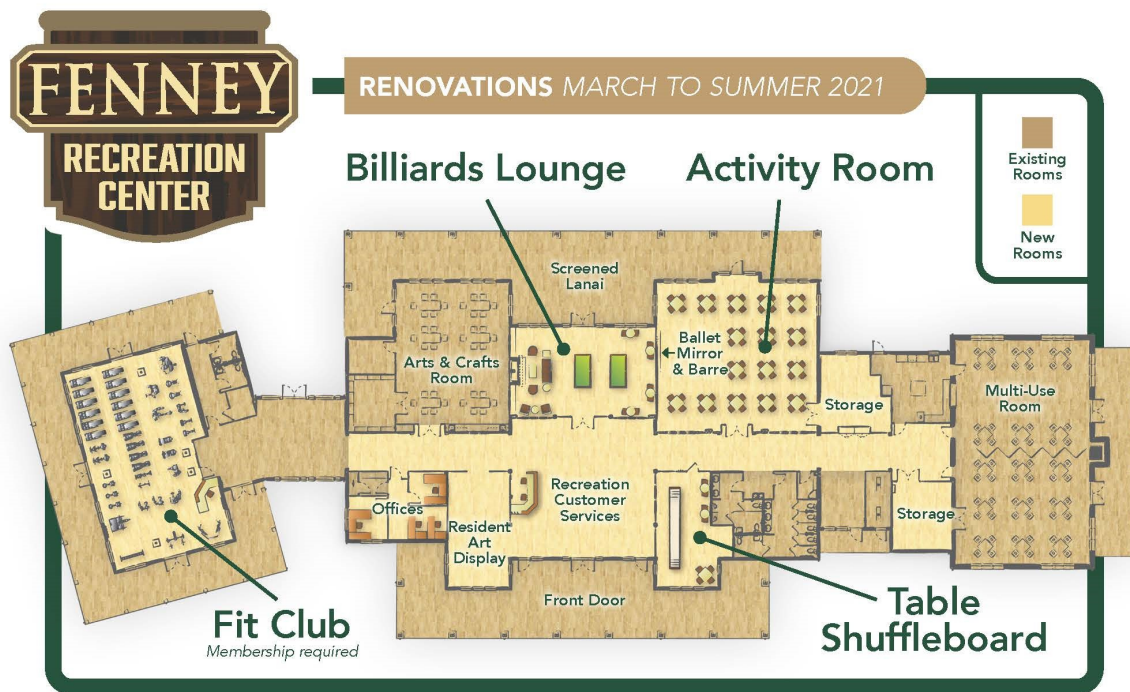 FENNEY
RECREATION
CENTER
RENOVATIONS MARCH TO SUMMER 2021
Existing
Rooms
New
Rooms
Billiards Lounge
Activity Room
Screened
Lanai
Arts & Crafts
Room
Ballet
Mirror
& Barre
Storage
Multi-Use
Room
Offices
Resident
Art
Display
Recreation
Customer
Services
Storage
Front Door
Fit Club
Membership required
Table
Shuffleboard